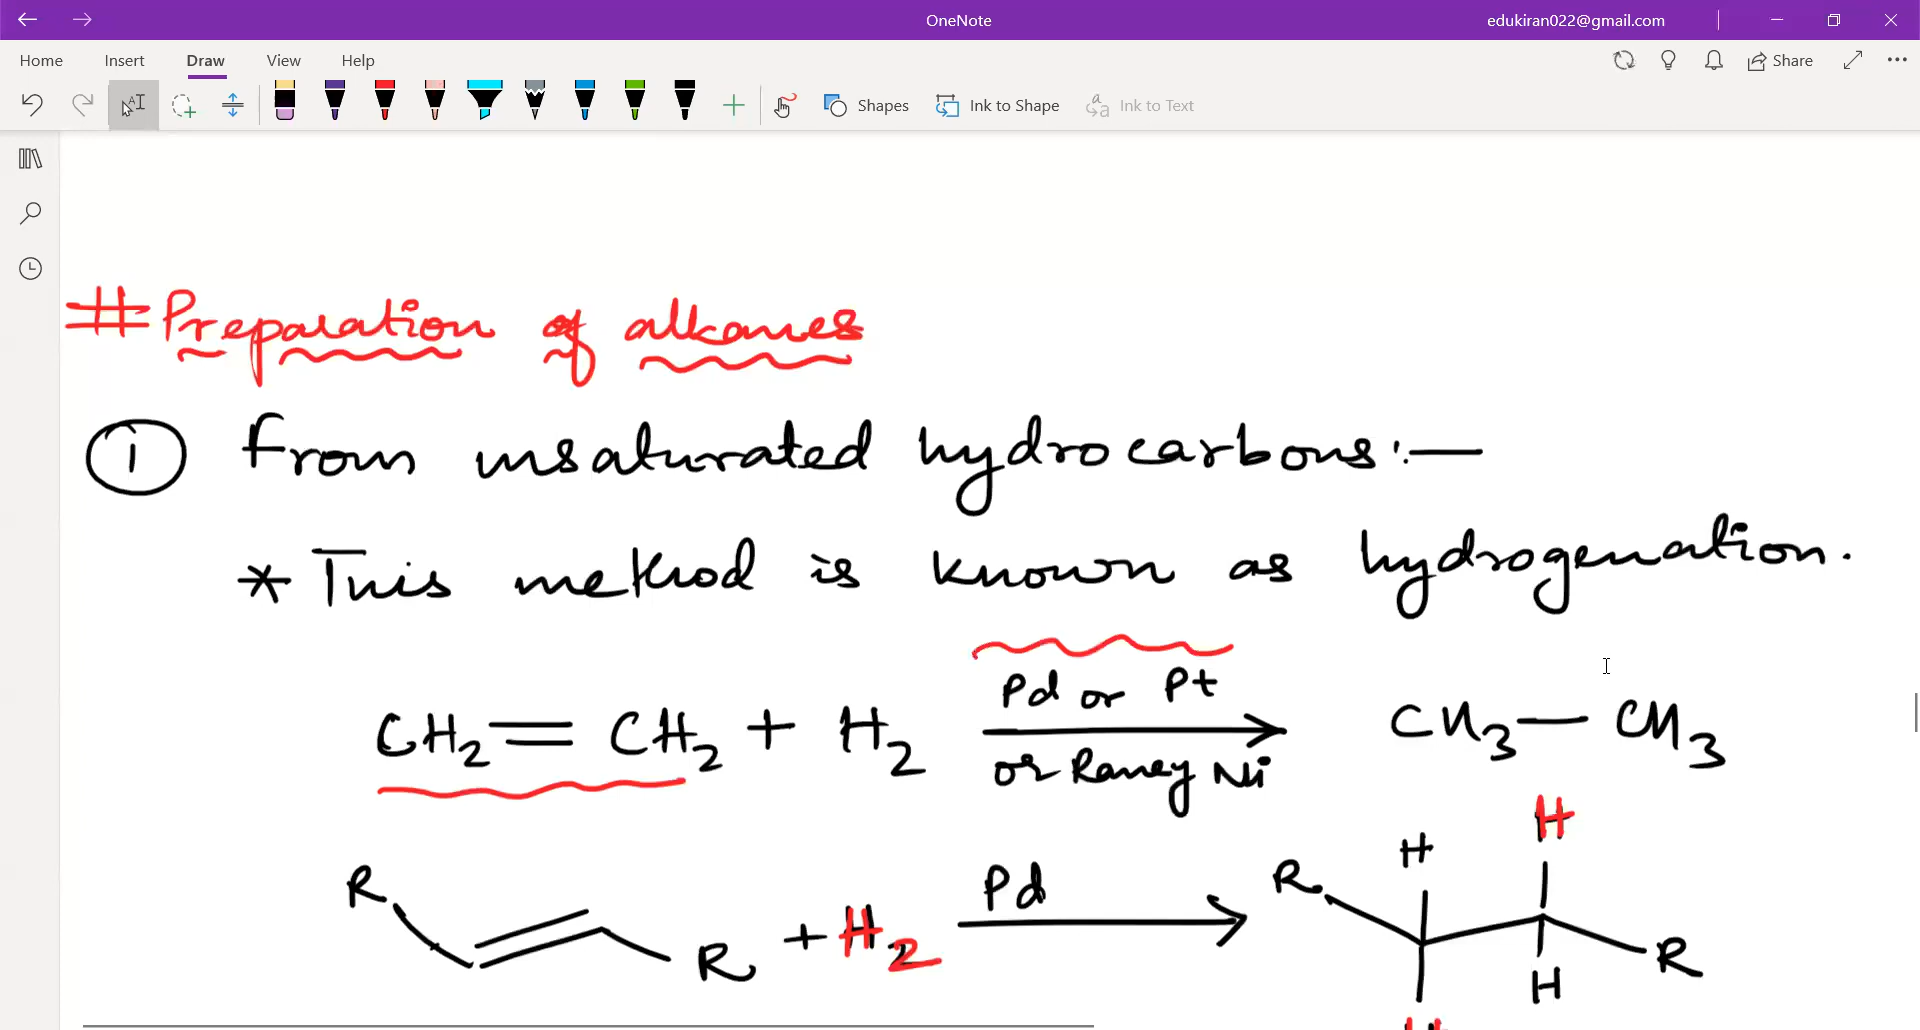 OneNote
edukiran022@gmail.com
Home Insert Draw View Help
Share
Shapes Ink to Shape Ink to Text
# Preparation of alkanes
① From unsaturated hydrocarbons:—
* This method is known as hydrogenation.
CH₂=CH₂ + H₂ Pd or Pt or Raney Ni → CH₃—CH₃
R R + H₂ Pd → R H H H H R